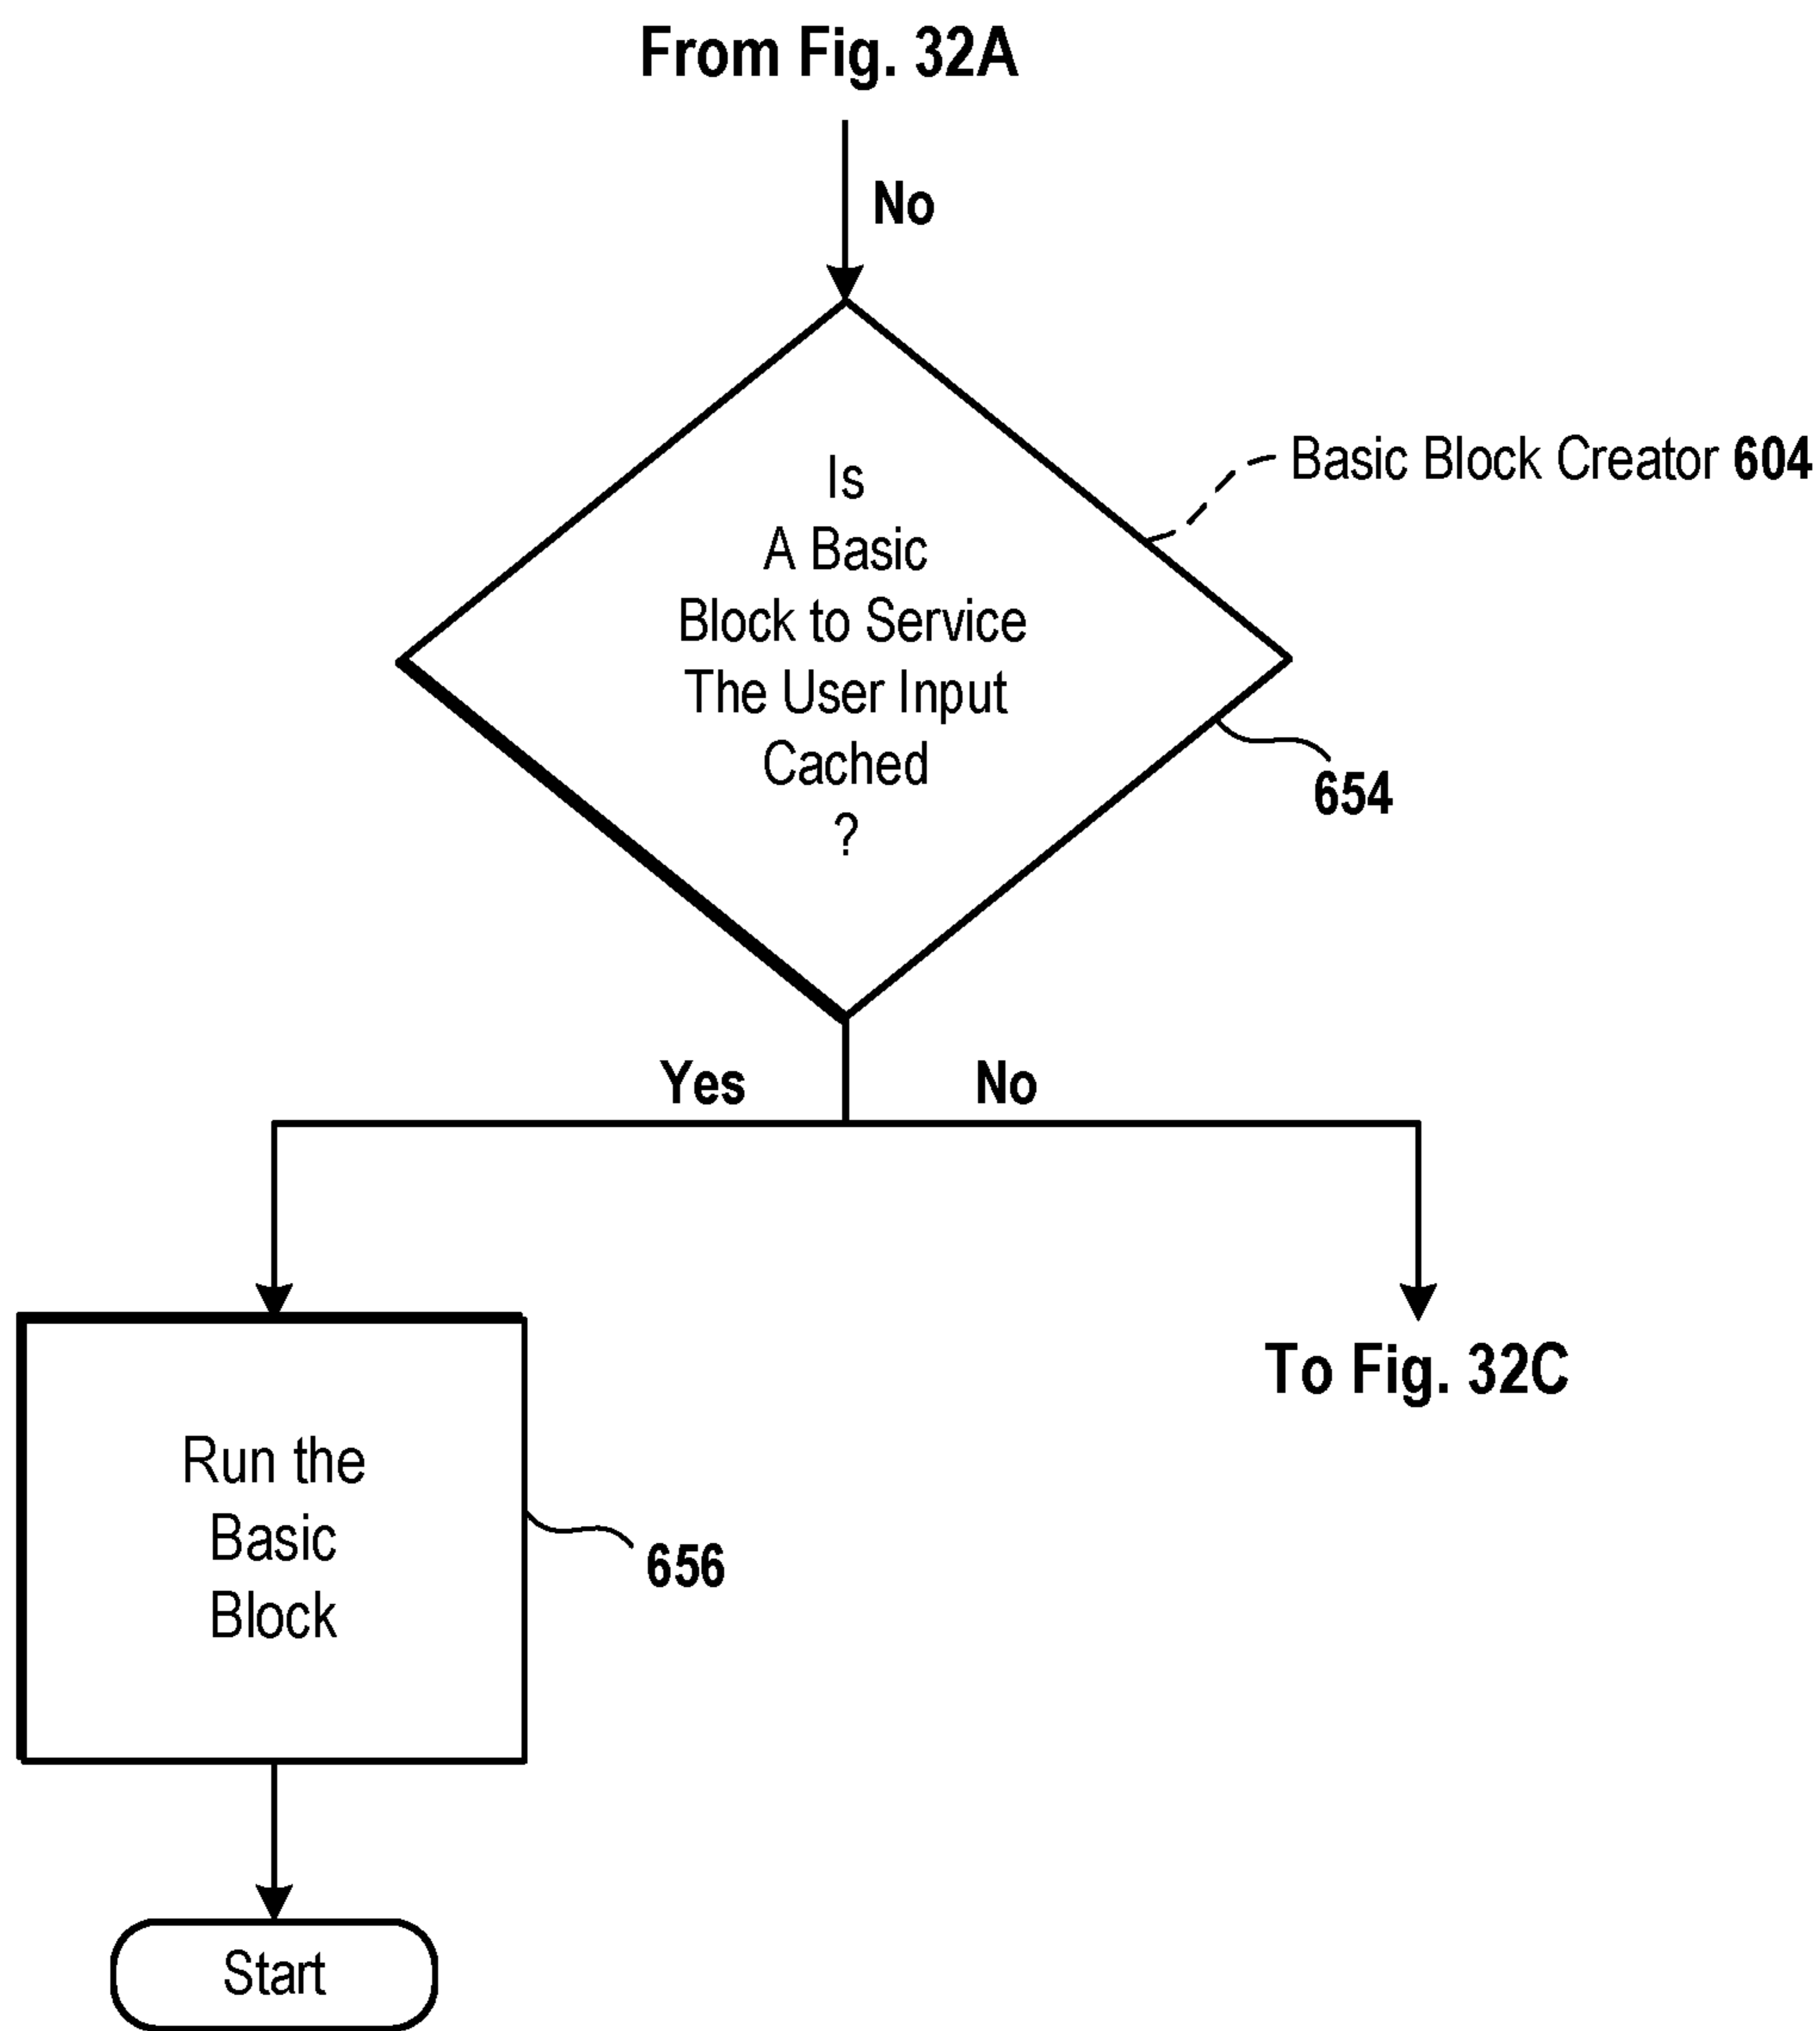 From Fig. 32A
No
Is
A Basic
Block to Service
The User Input
Cached
?
Basic Block Creator 604
654
Yes
No
To Fig. 32C
Run the
Basic
Block
656
Start